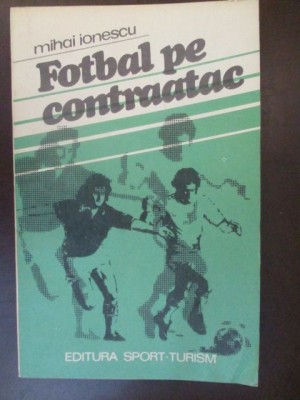 mihai ionescu
Fotbal pe
contraatac
EDITURA SPORT-TURISM